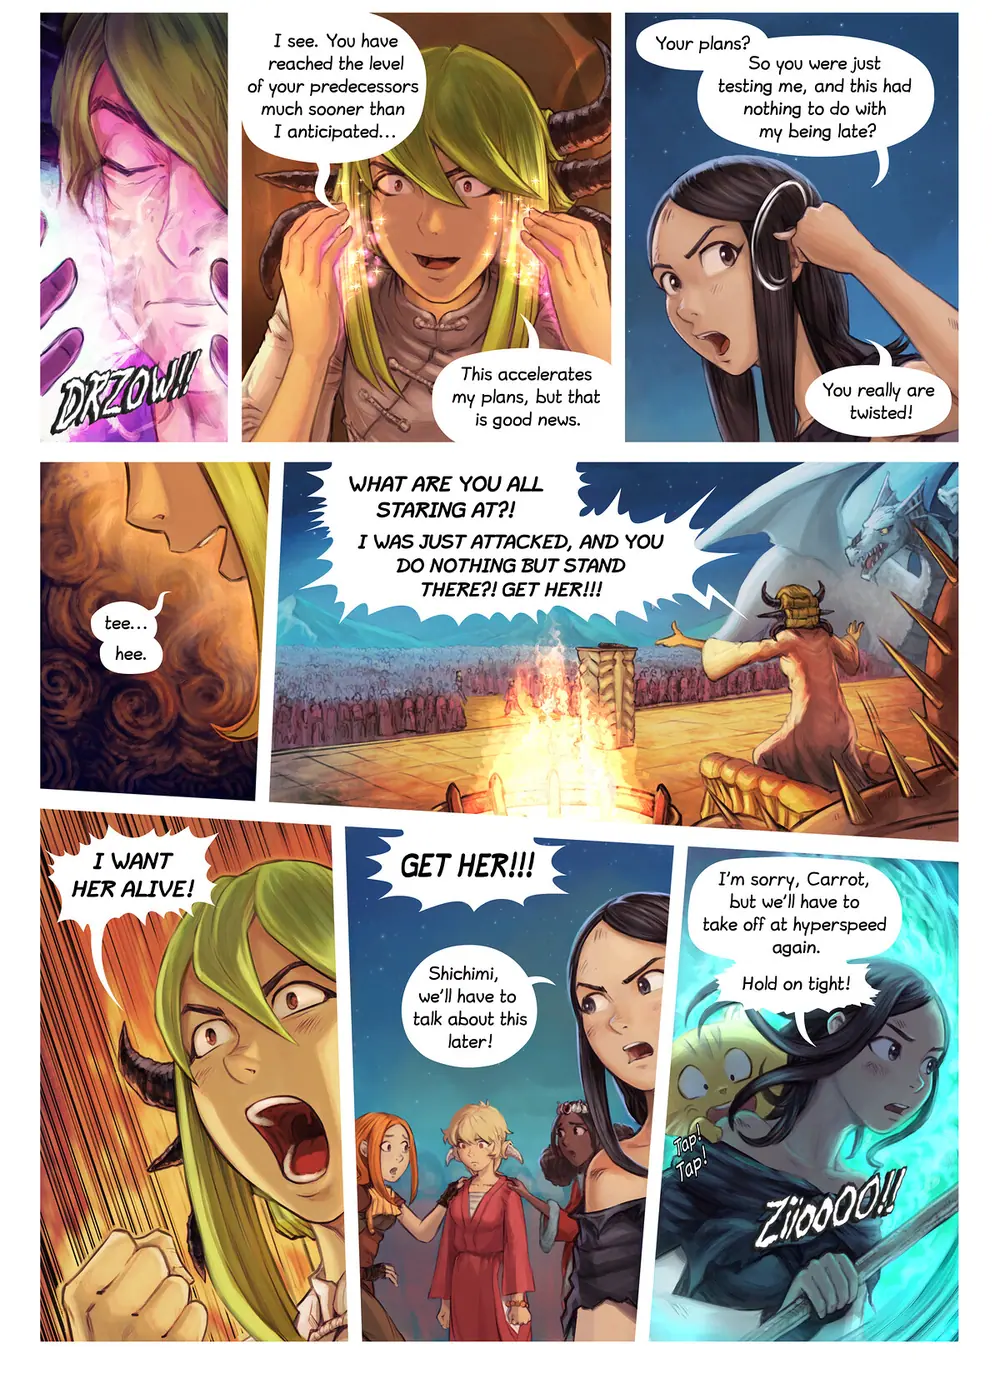 DRZOW!!
I see. You have
reached the level
of your predecessors
much sooner than
I anticipated...
This accelerates
my plans, but that
is good news.
Your plans?
So you were just
testing me, and this had
nothing to do with
my being late?
You really are
twisted!
tee...
hee.
WHAT ARE YOU ALL
STARING AT?!
I WAS JUST ATTACKED, AND YOU
DO NOTHING BUT STAND
THERE?! GET HER!!!
I WANT
HER ALIVE!
GET HER!!!
Shichimi,
we'll have to
talk about this
later!
I'm sorry, Carrot,
but we'll have to
take off at hyperspeed
again.
Hold on tight!
Tap!
Tap!
ZiiooOO!!